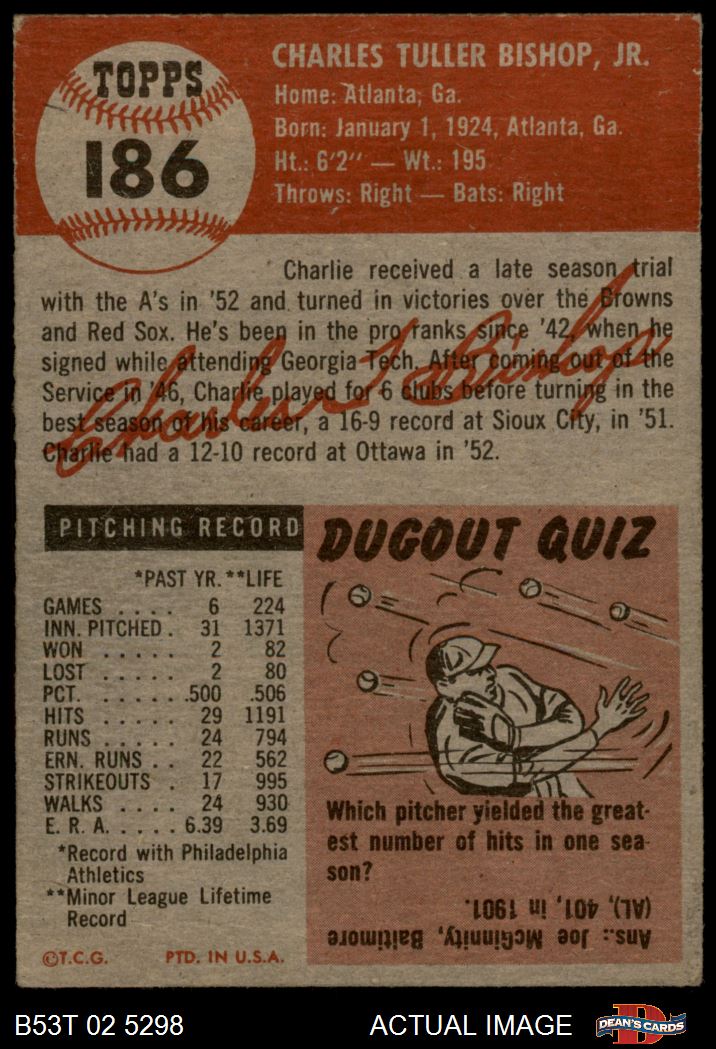 TOPPS
186
CHARLES TULLER BISHOP, JR.
Home: Atlanta, Ga.
Born: January 1, 1924, Atlanta, Ga.
Ht.: 6'2" — Wt.: 195
Throws: Right — Bats: Right
Charlie received a late season trial
with the A's in '52 and turned in victories over the Browns
and Red Sox. He's been in the pro ranks since '42, when he
signed while attending Georgia Tech. After coming out of the
Service in '46, Charlie played for 6 clubs before turning in the
best season of his career, a 16-9 record at Sioux City, in '51.
Charlie had a 12-10 record at Ottawa in '52.
Charles T Bishop
PITCHING RECORD
*PAST YR. **LIFE
GAMES . . . . 6 224
INN. PITCHED . 31 1371
WON . . . . . 2 82
LOST . . . . . 2 80
PCT. . . . . .500 .506
HITS . . . . . 29 1191
RUNS . . . . . 24 794
ERN. RUNS . . 22 562
STRIKEOUTS . 17 995
WALKS . . . . 24 930
E. R. A. . . . . 6.39 3.69
*Record with Philadelphia
Athletics
**Minor League Lifetime
Record
©T.C.G. PTD. IN U.S.A.
DUGOUT QUIZ
Which pitcher yielded the great-
est number of hits in one sea-
son?
Ans.: Joe McGinnity, Baltimore
(AL), 401, in 1901.
B53T 02 5298
ACTUAL IMAGE
D
DEAN'S CARDS